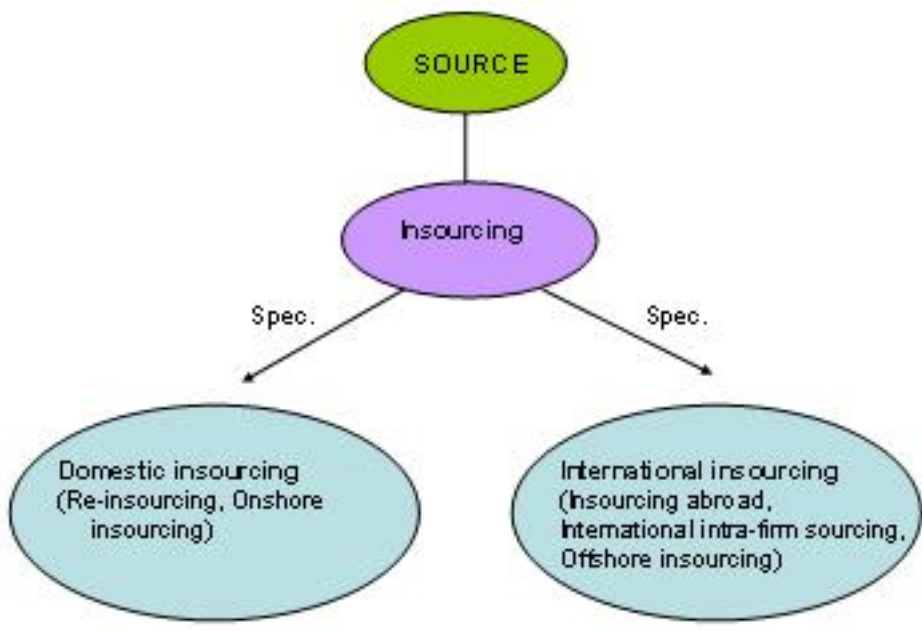 SOURCE
Insourcing
Spec.
Spec.
Domestic insourcing
(Re-insourcing, Onshore
insourcing)
International insourcing
(Insourcing abroad,
International intra-firm sourcing,
Offshore insourcing)